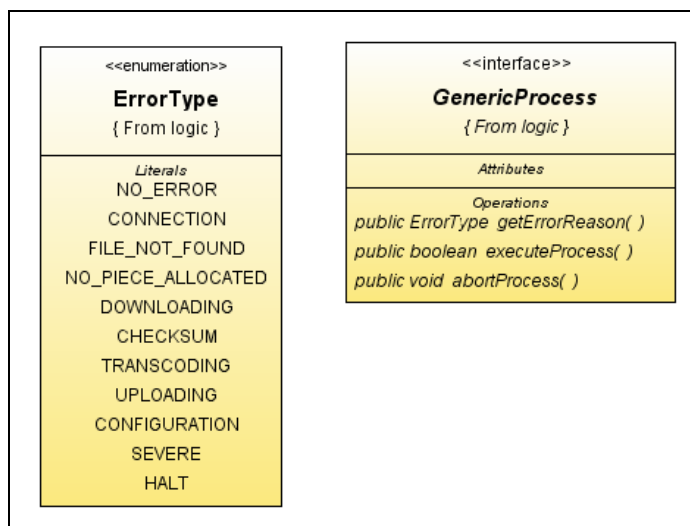 <<enumeration>>
ErrorType
{ From logic }
Literals
NO_ERROR
CONNECTION
FILE_NOT_FOUND
NO_PIECE_ALLOCATED
DOWNLOADING
CHECKSUM
TRANSCODING
UPLOADING
CONFIGURATION
SEVERE
HALT
<<interface>>
GenericProcess
{ From logic }
Attributes
Operations
public ErrorType getErrorReason( )
public boolean executeProcess( )
public void abortProcess( )